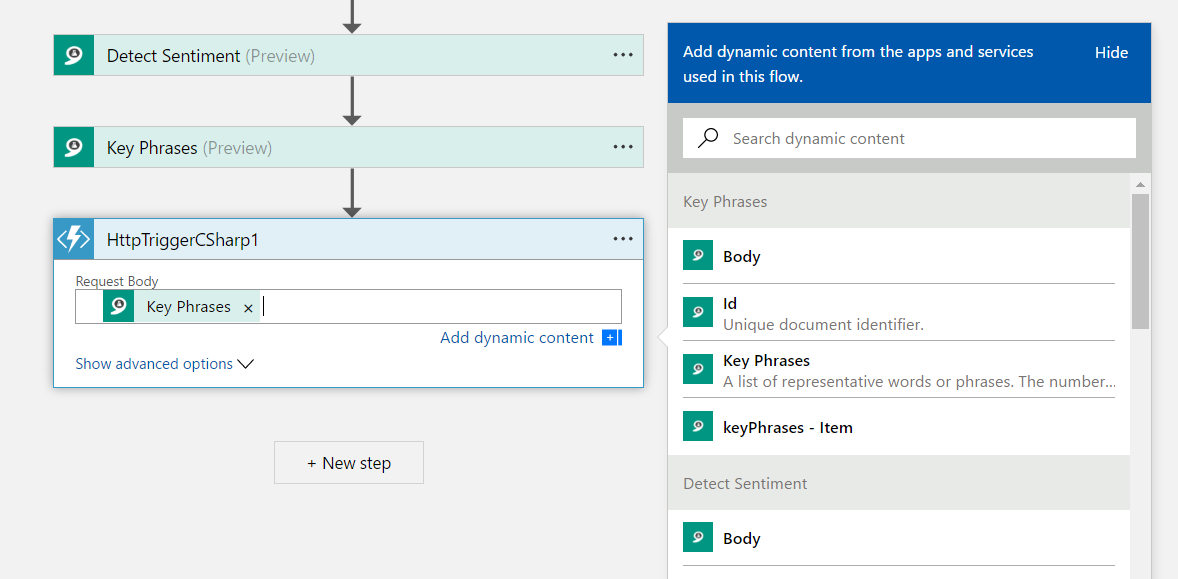 Detect Sentiment (Preview)
Key Phrases (Preview)
HttpTriggerCSharp1
Request Body
Key Phrases ×
Add dynamic content
Show advanced options
+ New step
Add dynamic content from the apps and services
used in this flow.
Hide
Search dynamic content
Key Phrases
Body
Id
Unique document identifier.
Key Phrases
A list of representative words or phrases. The number...
keyPhrases - Item
Detect Sentiment
Body